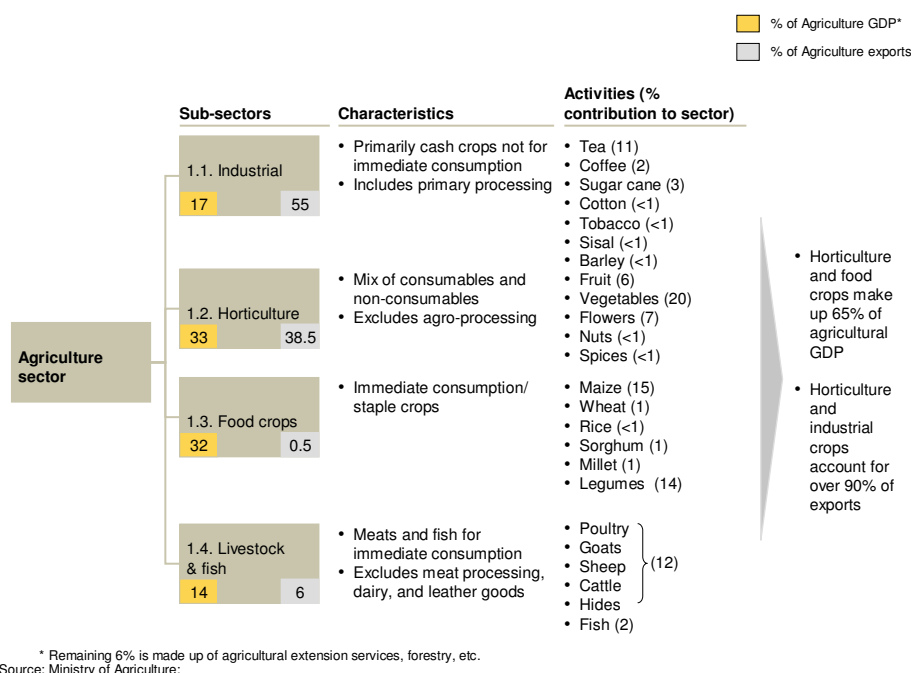 % of Agriculture GDP*
% of Agriculture exports
Sub-sectors
Characteristics
Activities (%
contribution to sector)
Agriculture
sector
1.1. Industrial
17
55
• Primarily cash crops not for
immediate consumption
• Includes primary processing
• Tea (11)
• Coffee (2)
• Sugar cane (3)
• Cotton (<1)
• Tobacco (<1)
• Sisal (<1)
• Barley (<1)
1.2. Horticulture
33
38.5
• Mix of consumables and
non-consumables
• Excludes agro-processing
• Fruit (6)
• Vegetables (20)
• Flowers (7)
• Nuts (<1)
• Spices (<1)
1.3. Food crops
32
0.5
• Immediate consumption/
staple crops
• Maize (15)
• Wheat (1)
• Rice (<1)
• Sorghum (1)
• Millet (1)
• Legumes (14)
1.4. Livestock
& fish
14
6
• Meats and fish for
immediate consumption
• Excludes meat processing,
dairy, and leather goods
• Poultry
• Goats
• Sheep
• Cattle
• Hides
(12)
• Fish (2)
• Horticulture
and food
crops make
up 65% of
agricultural
GDP
• Horticulture
and
industrial
crops
account for
over 90% of
exports
* Remaining 6% is made up of agricultural extension services, forestry, etc.
Source: Ministry of Agriculture;